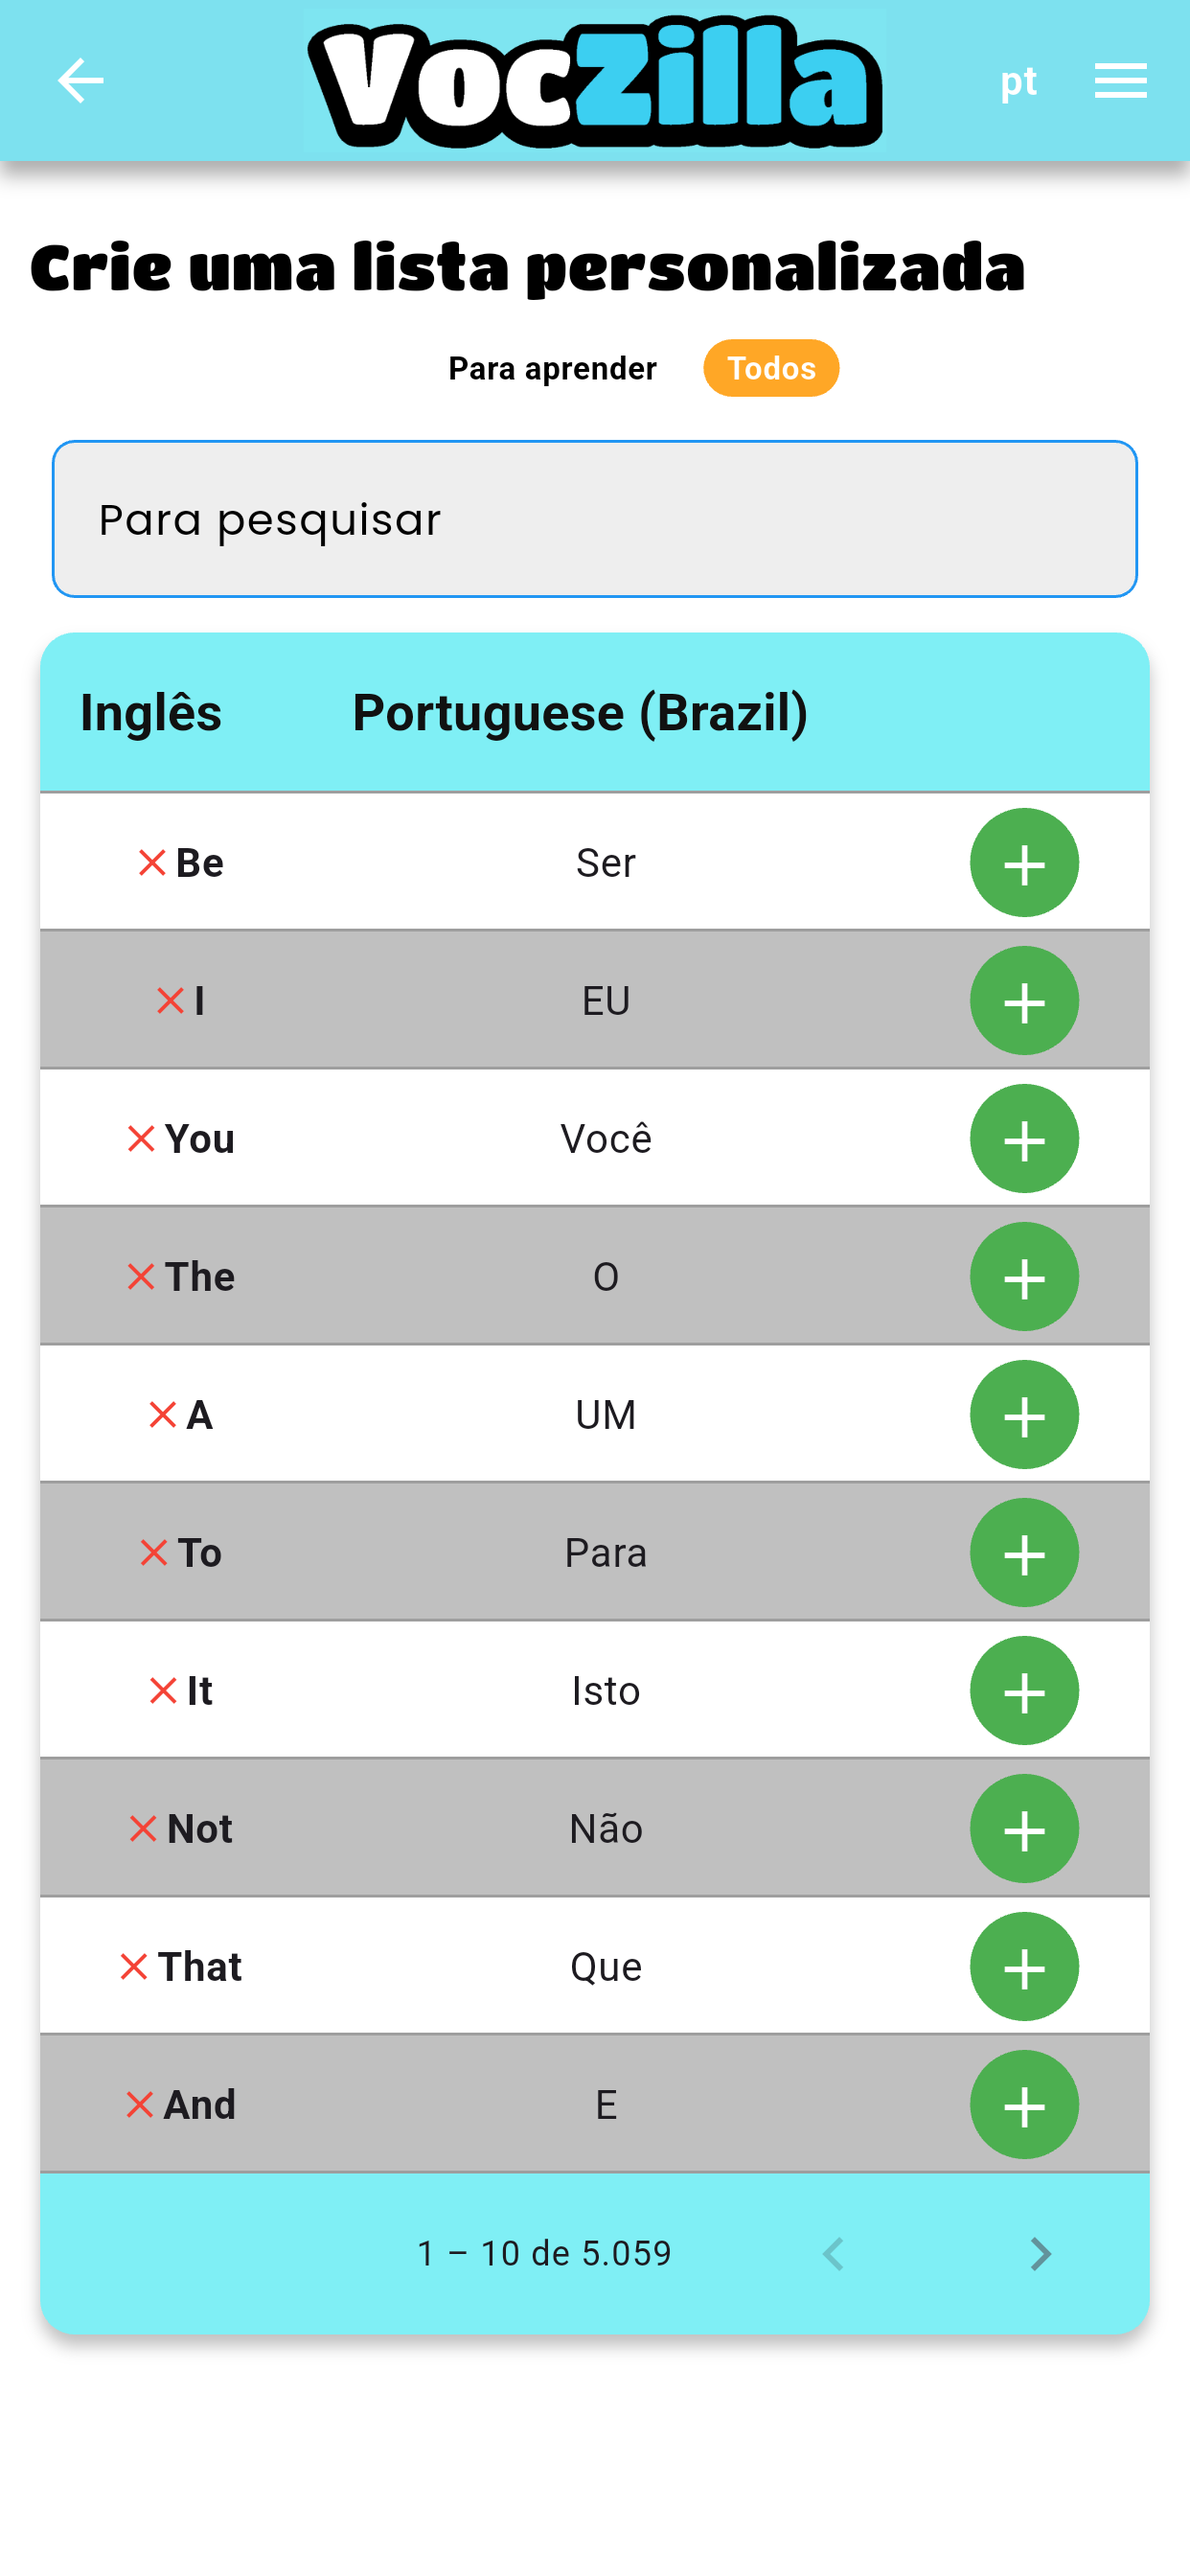 VocZilla
pt
Crie uma lista personalizada
Para aprender
Todos
Para pesquisar
Inglês
Portuguese (Brazil)
Be
Ser
I
EU
You
Você
The
O
A
UM
To
Para
It
Isto
Not
Não
That
Que
And
E
1 – 10 de 5.059